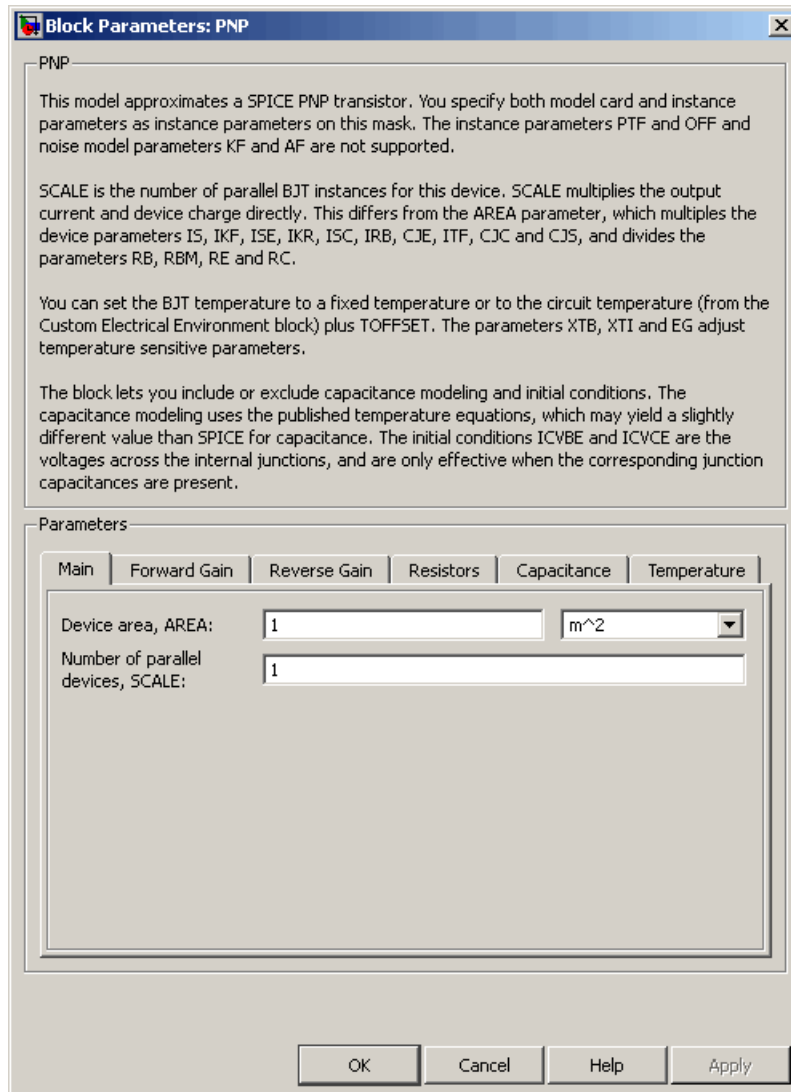 Block Parameters: PNP
PNP
This model approximates a SPICE PNP transistor. You specify both model card and instance
parameters as instance parameters on this mask. The instance parameters PTF and OFF and
noise model parameters KF and AF are not supported.
SCALE is the number of parallel BJT instances for this device. SCALE multiplies the output
current and device charge directly. This differs from the AREA parameter, which multiples the
device parameters IS, IKF, ISE, IKR, ISC, IRB, CJE, ITF, CJC and CJS, and divides the
parameters RB, RBM, RE and RC.
You can set the BJT temperature to a fixed temperature or to the circuit temperature (from the
Custom Electrical Environment block) plus TOFFSET. The parameters XTB, XTI and EG adjust
temperature sensitive parameters.
The block lets you include or exclude capacitance modeling and initial conditions. The
capacitance modeling uses the published temperature equations, which may yield a slightly
different value than SPICE for capacitance. The initial conditions ICVBE and ICVCE are the
voltages across the internal junctions, and are only effective when the corresponding junction
capacitances are present.
Parameters
Main Forward Gain Reverse Gain Resistors Capacitance Temperature
Device area, AREA: 1 m^2
Number of parallel
devices, SCALE: 1
OK Cancel Help Apply